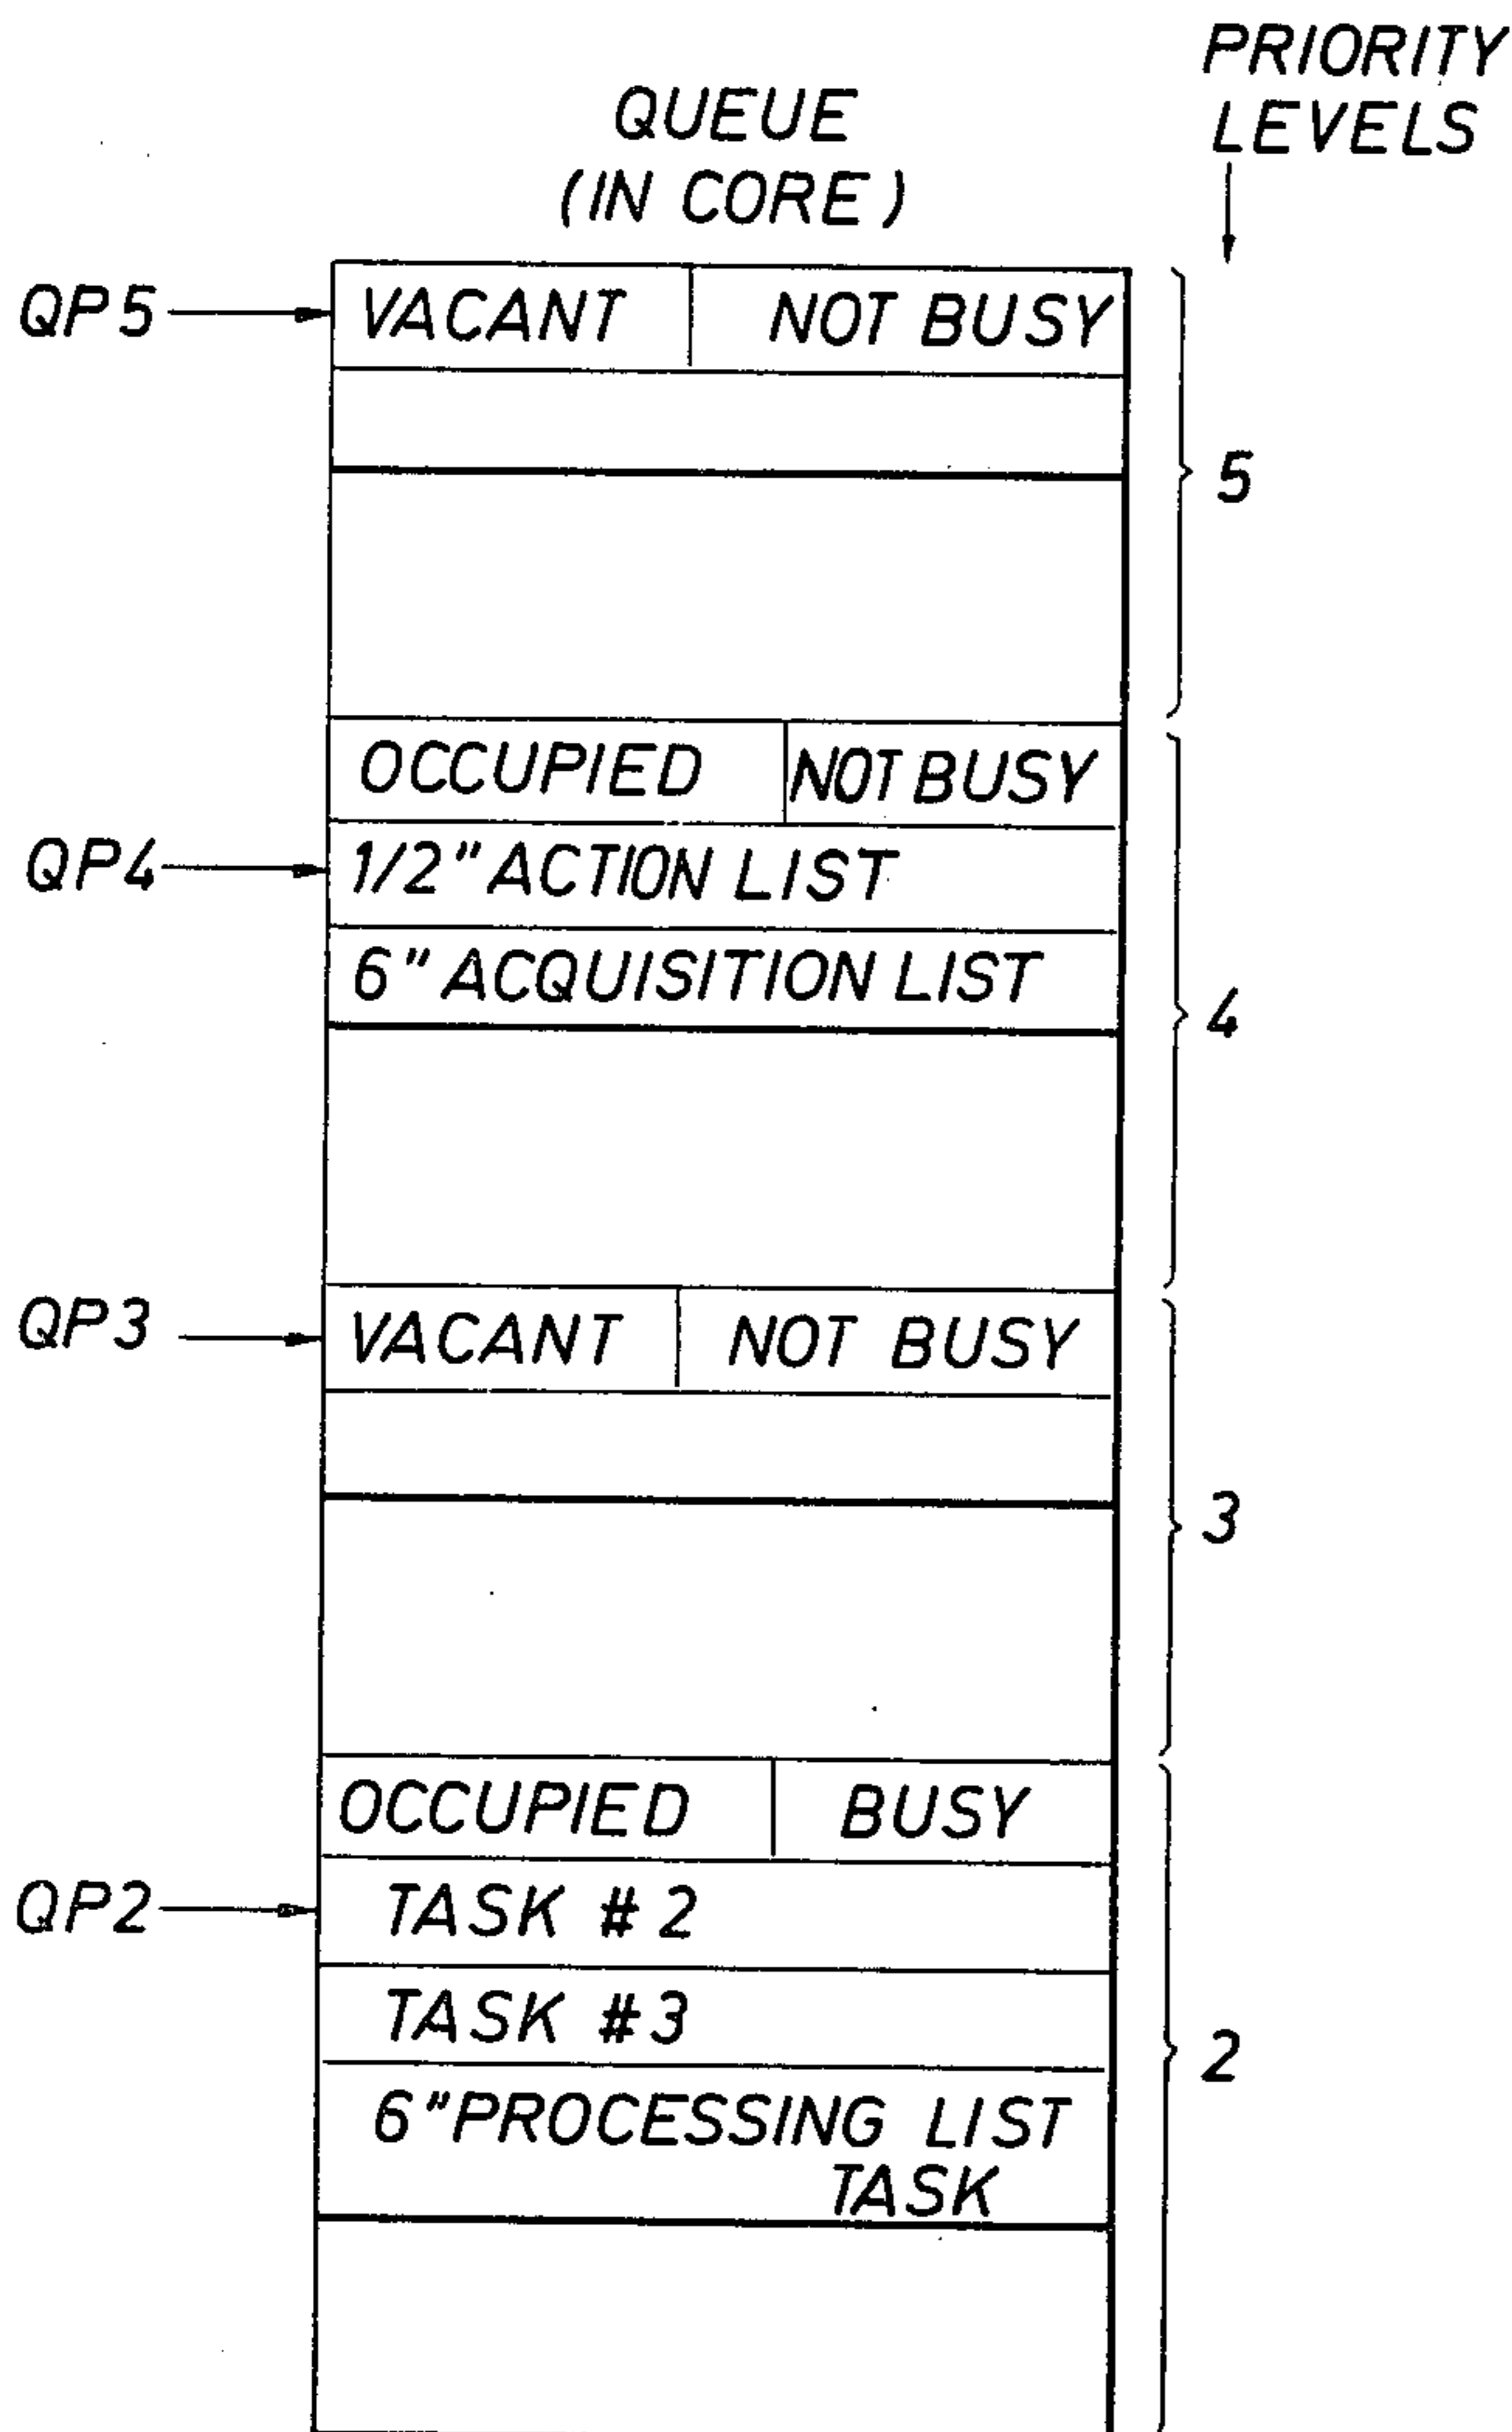 PRIORITY
LEVELS
QUEUE
(IN CORE)
QP5
VACANT
NOT BUSY
5
OCCUPIED
NOT BUSY
QP4
1/2" ACTION LIST
6" ACQUISITION LIST
4
QP3
VACANT
NOT BUSY
3
OCCUPIED
BUSY
QP2
TASK #2
TASK #3
2
6" PROCESSING LIST
TASK